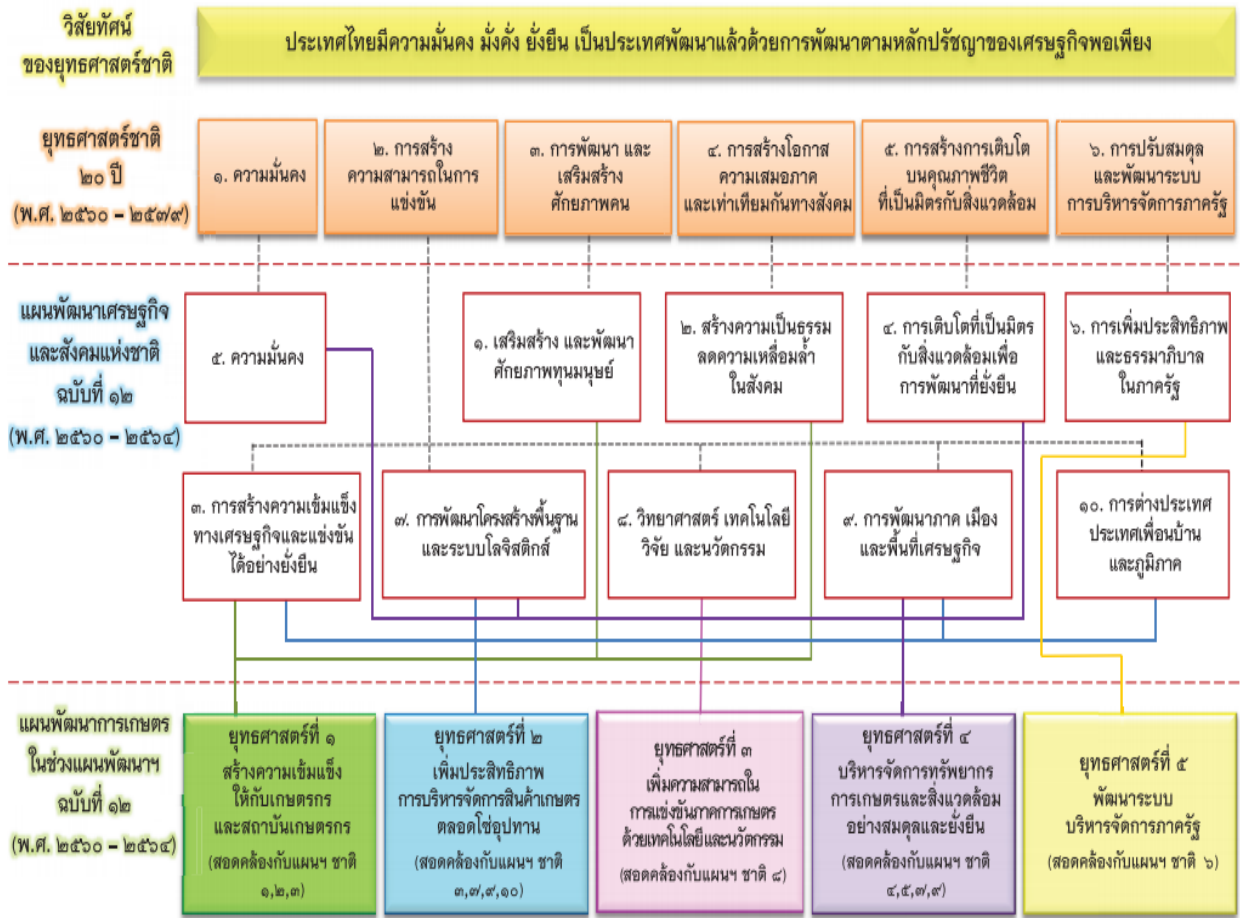 วิสัยทัศน์
ของยุทธศาสตร์ชาติ
ประเทศไทยมีความมั่นคง มั่งคั่ง ยั่งยืน เป็นประเทศพัฒนาแล้วด้วยการพัฒนาตามหลักปรัชญาของเศรษฐกิจพอเพียง
ยุทธศาสตร์ชาติ
๒๐ ปี
(พ.ศ. ๒๕๖๐ – ๒๕๗๙)
๑. ความมั่นคง
๒. การสร้าง
ความสามารถในการ
แข่งขัน
๓. การพัฒนา และ
เสริมสร้าง
ศักยภาพคน
๔. การสร้างโอกาส
ความเสมอภาค
และเท่าเทียมกันทางสังคม
๕. การสร้างการเติบโต
บนคุณภาพชีวิต
ที่เป็นมิตรกับสิ่งแวดล้อม
๖. การปรับสมดุล
และพัฒนาระบบ
การบริหารจัดการภาครัฐ
แผนพัฒนาเศรษฐกิจ
และสังคมแห่งชาติ
ฉบับที่ ๑๒
(พ.ศ. ๒๕๖๐ – ๒๕๖๔)
๕. ความมั่นคง
๑. เสริมสร้าง และพัฒนา
ศักยภาพทุนมนุษย์
๒. สร้างความเป็นธรรม
ลดความเหลื่อมล้ำ
ในสังคม
๔. การเติบโตที่เป็นมิตร
กับสิ่งแวดล้อมเพื่อ
การพัฒนาที่ยั่งยืน
๖. การเพิ่มประสิทธิภาพ
และธรรมาภิบาล
ในภาครัฐ
๓. การสร้างความเข้มแข็ง
ทางเศรษฐกิจและแข่งขัน
ได้อย่างยั่งยืน
๗. การพัฒนาโครงสร้างพื้นฐาน
และระบบโลจิสติกส์
๘. วิทยาศาสตร์ เทคโนโลยี
วิจัย และนวัตกรรม
๙. การพัฒนาภาค เมือง
และพื้นที่เศรษฐกิจ
๑๐. การต่างประเทศ
ประเทศเพื่อนบ้าน
และภูมิภาค
แผนพัฒนาการเกษตร
ในช่วงแผนพัฒนาฯ
ฉบับที่ ๑๒
(พ.ศ. ๒๕๖๐ – ๒๕๖๔)
ยุทธศาสตร์ที่ ๑
สร้างความเข้มแข็ง
ให้กับเกษตรกร
และสถาบันเกษตรกร
(สอดคล้องกับแผนฯ ชาติ
๑,๒,๓)
ยุทธศาสตร์ที่ ๒
เพิ่มประสิทธิภาพ
การบริหารจัดการสินค้าเกษตร
ตลอดโซ่อุปทาน
(สอดคล้องกับแผนฯ ชาติ
๓,๗,๙,๑๐)
ยุทธศาสตร์ที่ ๓
เพิ่มความสามารถใน
การแข่งขันภาคการเกษตร
ด้วยเทคโนโลยีและนวัตกรรม
(สอดคล้องกับแผนฯ ชาติ ๘)
ยุทธศาสตร์ที่ ๔
บริหารจัดการทรัพยากร
การเกษตรและสิ่งแวดล้อม
อย่างสมดุลและยั่งยืน
(สอดคล้องกับแผนฯ ชาติ
๔,๕,๗,๙)
ยุทธศาสตร์ที่ ๕
พัฒนาระบบ
บริหารจัดการภาครัฐ
(สอดคล้องกับแผนฯ ชาติ ๖)